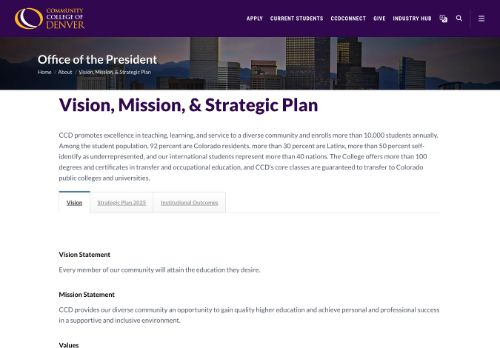 COMMUNITY
COLLEGE OF
DENVER
APPLY CURRENT STUDENTS CCDCONNECT GIVE INDUSTRY HUB
Office of the President
Home / About / Vision, Mission, & Strategic Plan
Vision, Mission, & Strategic Plan
CCD promotes excellence in teaching, learning, and service to a diverse community and enrolls more than 10,000 students annually.
Among the student population, 92 percent are Colorado residents, more than 30 percent are Latinx, more than 50 percent self-
identify as underrepresented, and our international students represent more than 40 nations. The College offers more than 100
degrees and certificates in transfer and occupational education, and CCD's core classes are guaranteed to transfer to Colorado
public colleges and universities.
Vision Strategic Plan 2025 Institutional Outcomes
Vision Statement
Every member of our community will attain the education they desire.
Mission Statement
CCD provides our diverse community an opportunity to gain quality higher education and achieve personal and professional success
in a supportive and inclusive environment.
Values